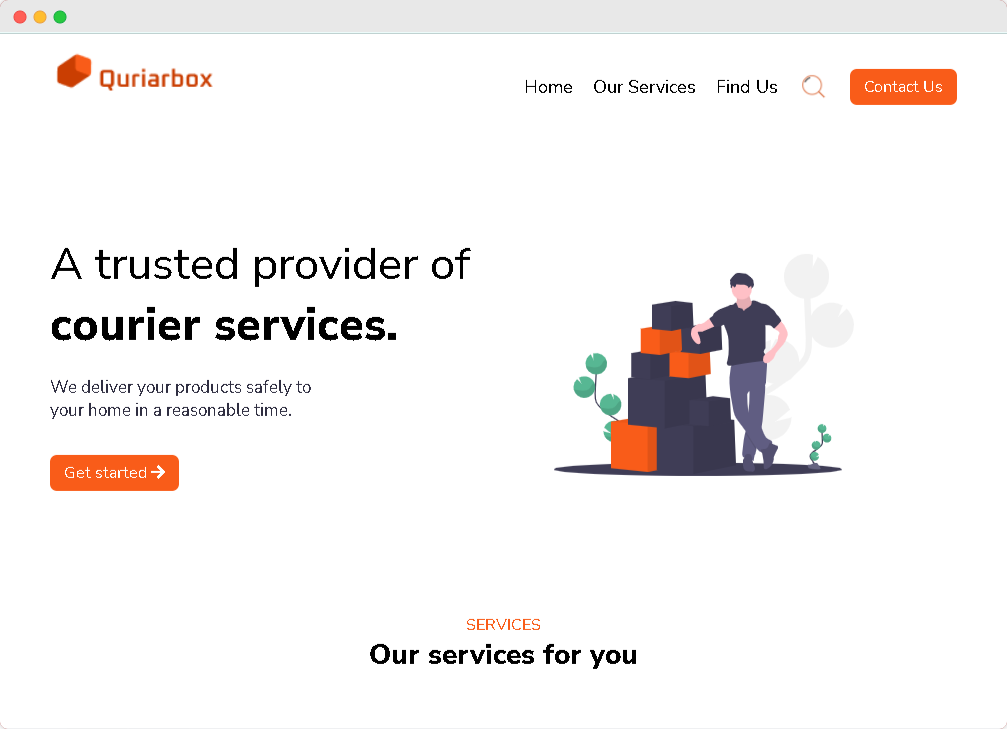 Quriarbox
Home
Our Services
Find Us
Contact Us
A trusted provider of
courier services.
We deliver your products safely to
your home in a reasonable time.
Get started
SERVICES
Our services for you